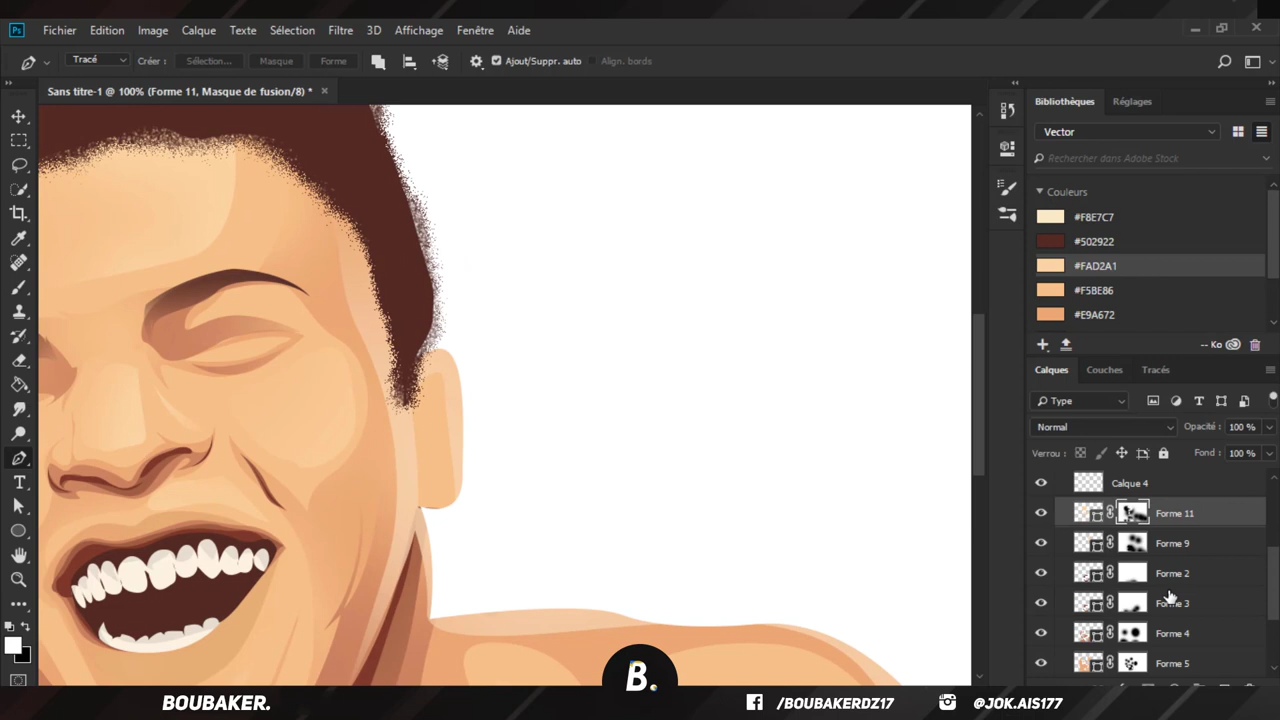 Ps Fichier Edition Image Calque Texte Sélection Filtre 3D Affichage Fenêtre Aide
Tracé Créer : Sélection... Masque Forme Ajout/Suppr. auto Align. bords
Sans titre-1 @ 100% (Forme 11, Masque de fusion/8) *
Bibliothèques Réglages
Vector
Rechercher dans Adobe Stock
Couleurs
#F8E7C7
#502922
#FAD2A1
#F5BE86
#E9A672
-- Ko
Calques Couches Tracés
Type
Normal Opacité : 100 %
Verrou : Fond : 100 %
Calque 4
Forme 11
Forme 9
Forme 2
Forme 3
Forme 4
Forme 5
B.
BOUBAKER.
/BOUBAKERDZ17
@JOK.AIS177